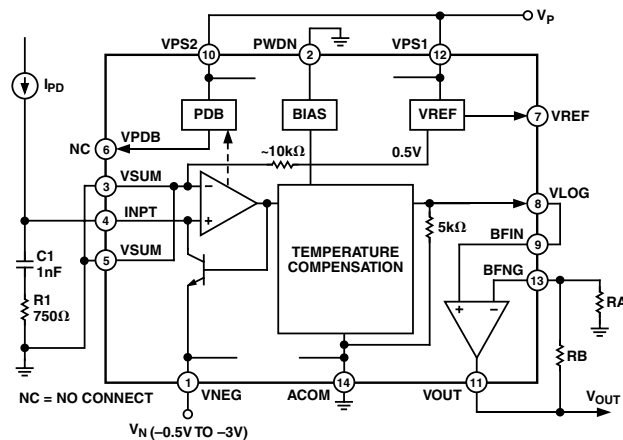 V_P
VPS2 PWDN VPS1
10 2 12
I_PD
PDB BIAS VREF
7 VREF
NC 6 VPDB
~10kΩ 0.5V
3 VSUM
4 INPT
VSUM
5
− +
C1
1nF
R1
750Ω
TEMPERATURE
COMPENSATION
5kΩ
VLOG
8
BFIN
9
BFNG
13
+ −
RA
RB
1 VNEG
ACOM 14
VOUT 11
V_OUT
NC = NO CONNECT
V_N (–0.5V TO –3V)